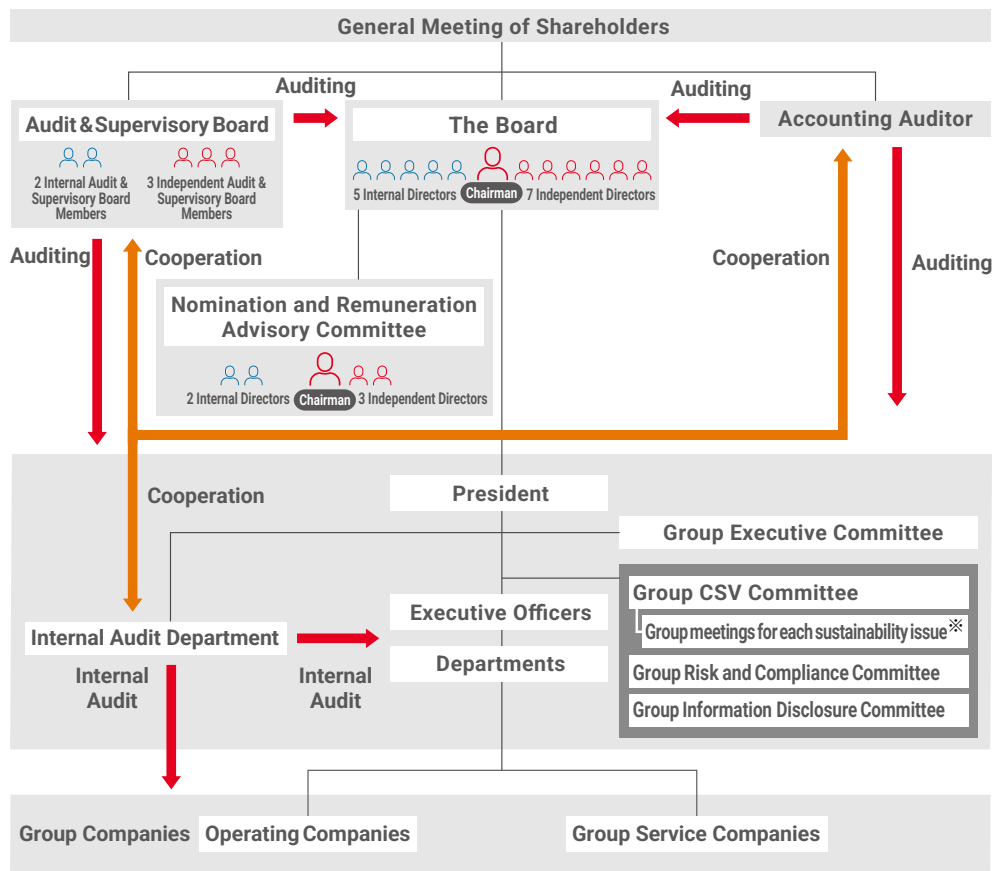 General Meeting of Shareholders
Auditing
Auditing
Audit & Supervisory Board
The Board
Accounting Auditor
2 Internal Audit &
Supervisory Board
Members
3 Independent Audit &
Supervisory Board
Members
5 Internal Directors
Chairman
7 Independent Directors
Auditing
Cooperation
Cooperation
Auditing
Nomination and Remuneration
Advisory Committee
2 Internal Directors
Chairman
3 Independent Directors
Cooperation
President
Group Executive Committee
Group CSV Committee
Group meetings for each sustainability issue※
Group Risk and Compliance Committee
Group Information Disclosure Committee
Executive Officers
Internal Audit Department
Departments
Internal
Audit
Internal
Audit
Group Companies
Operating Companies
Group Service Companies